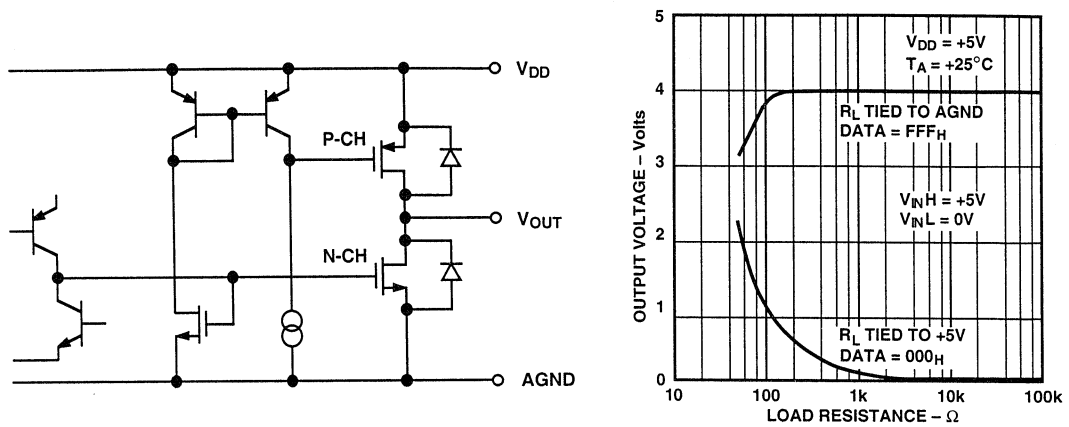 VDD
P-CH
VOUT
N-CH
AGND
OUTPUT VOLTAGE – Volts
5
4
3
2
1
0
VDD = +5V
TA = +25°C
RL TIED TO AGND
DATA = FFFH
VINH = +5V
VINL = 0V
RL TIED TO +5V
DATA = 000H
10
100
1k
10k
100k
LOAD RESISTANCE – Ω